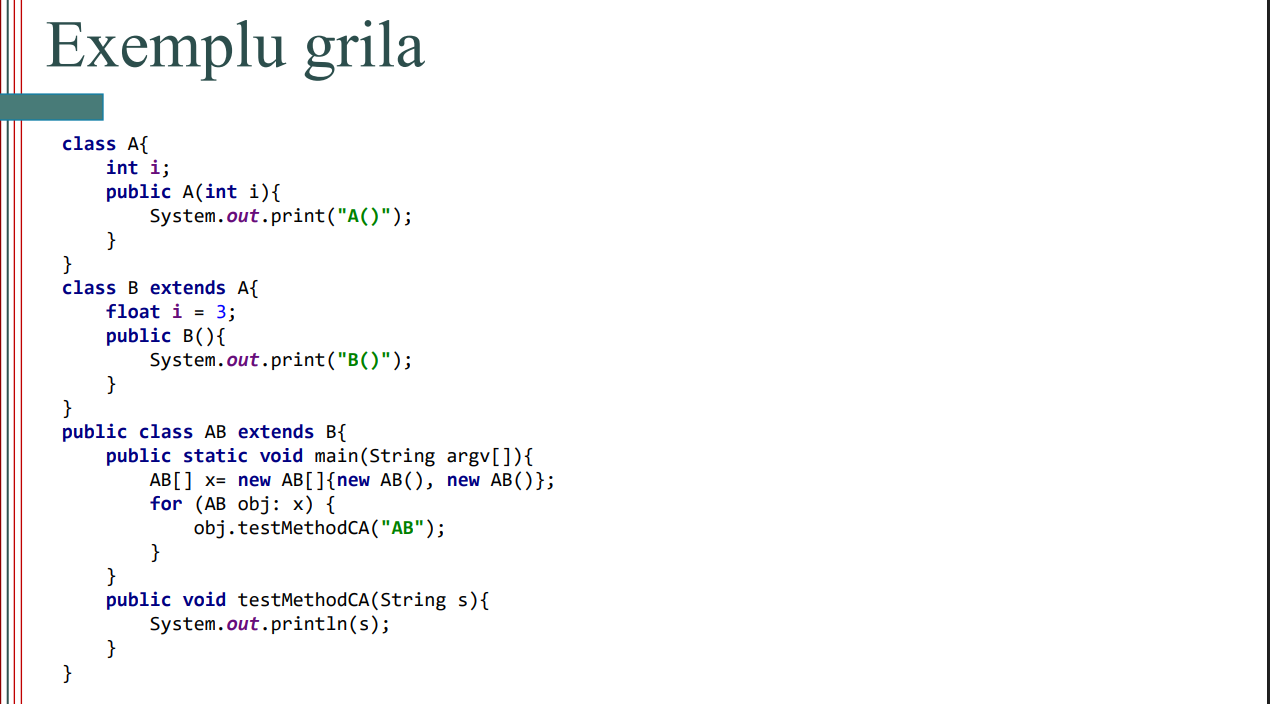 Exemplu grila
class A{
    int i;
    public A(int i){
        System.out.print("A()");
    }
}
class B extends A{
    float i = 3;
    public B(){
        System.out.print("B()");
    }
}
public class AB extends B{
    public static void main(String argv[]){
        AB[] x= new AB[]{new AB(), new AB()};
        for (AB obj: x) {
            obj.testMethodCA("AB");
        }
    }
    public void testMethodCA(String s){
        System.out.println(s);
    }
}